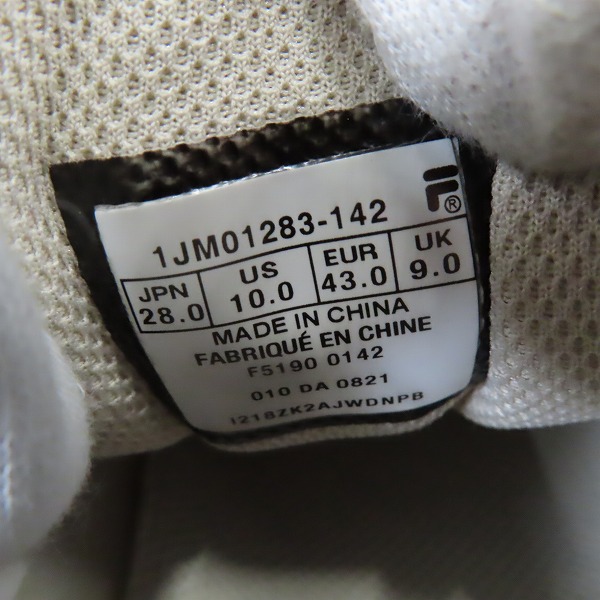 F®
1JM01283-142
JPN US EUR UK
28.0 10.0 43.0 9.0
MADE IN CHINA
FABRIQUÉ EN CHINE
F5190 0142
010 DA 0821
I218ZK2AJWDNPB